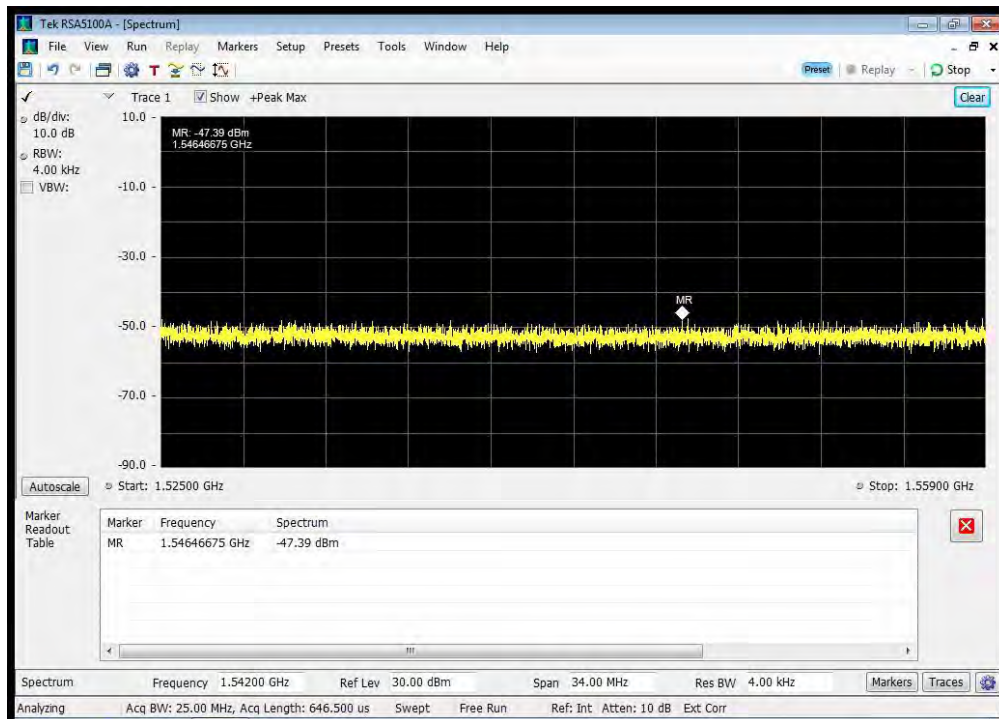 Tek RSA5100A - [Spectrum]
File View Run Replay Markers Setup Presets Tools Window Help
T
Preset Replay Stop
Trace 1 Show +Peak Max Clear
dB/div:
10.0 dB
RBW:
4.00 kHz
VBW:
10.0
MR: -47.39 dBm
1.54646675 GHz
-10.0
-30.0
MR
-50.0
-70.0
-90.0
Autoscale Start: 1.52500 GHz Stop: 1.55900 GHz
Marker
Readout
Table
Marker Frequency Spectrum
MR 1.54646675 GHz -47.39 dBm
Spectrum Frequency 1.54200 GHz Ref Lev 30.00 dBm Span 34.00 MHz Res BW 4.00 kHz Markers Traces
Analyzing Acq BW: 25.00 MHz, Acq Length: 646.500 us Swept Free Run Ref: Int Atten: 10 dB Ext Corr